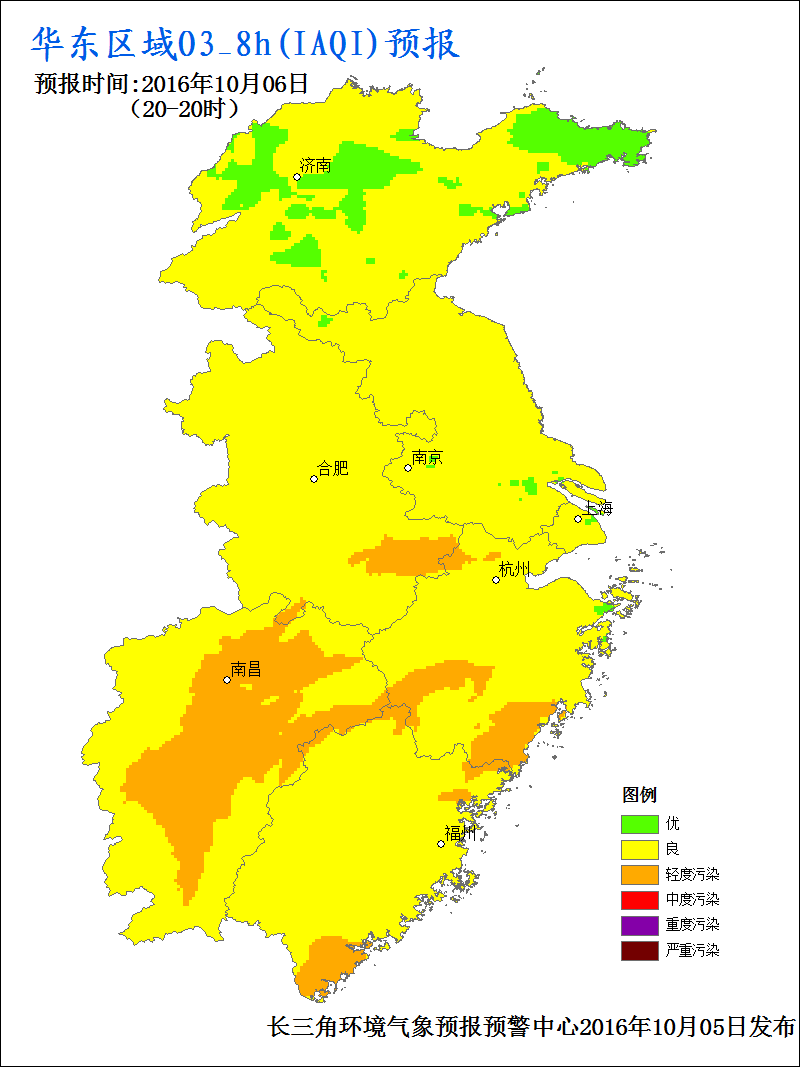 华东区域O3_8h(IAQI)预报
预报时间:2016年10月06日
（20-20时）
济南
南京
合肥
上海
杭州
南昌
福州
图例
优
良
轻度污染
中度污染
重度污染
严重污染
长三角环境气象预报预警中心2016年10月05日发布